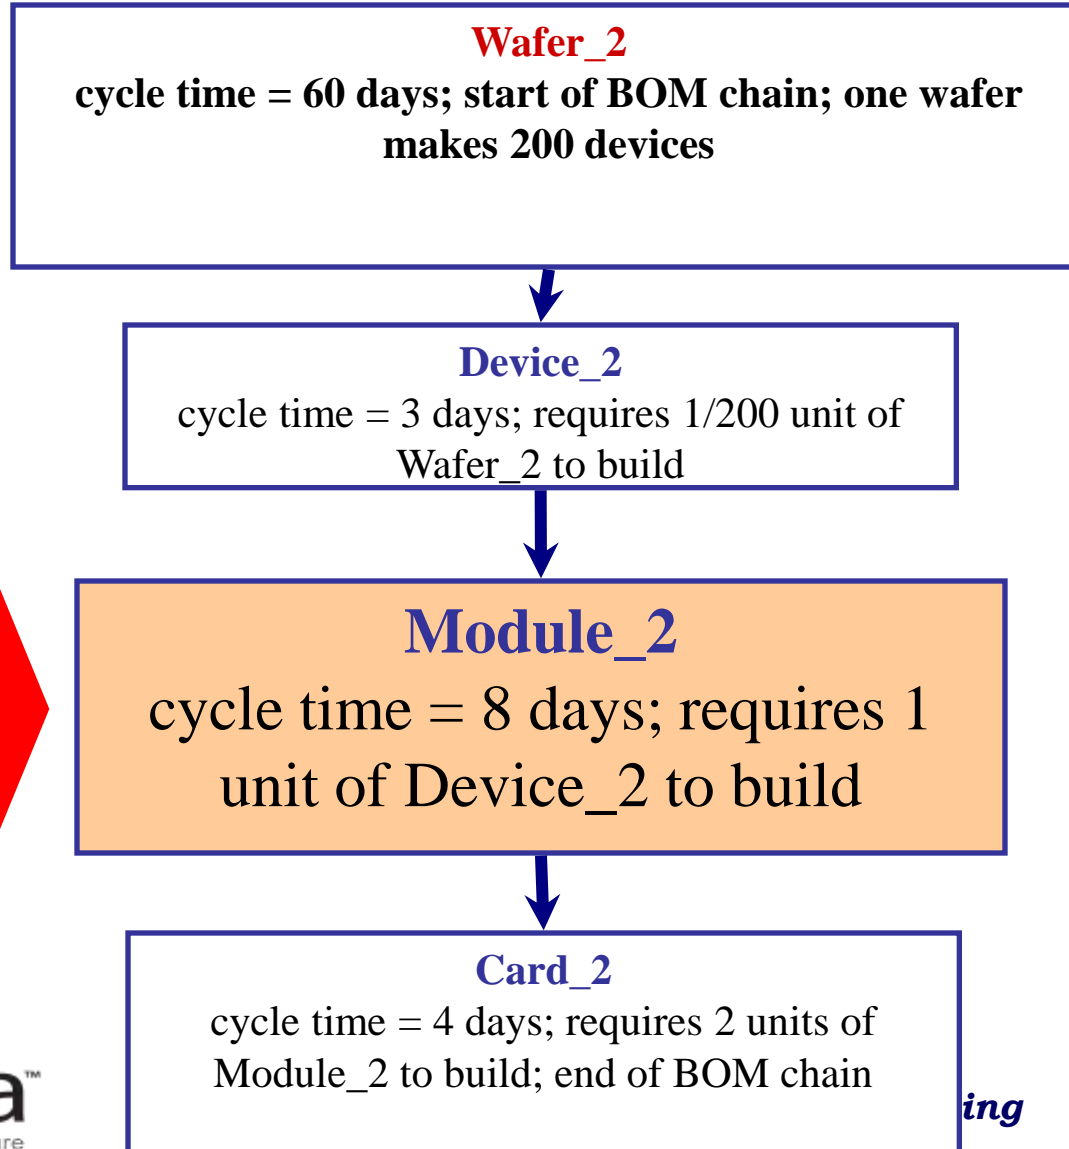 Wafer_2
cycle time = 60 days; start of BOM chain; one wafer
makes 200 devices
Device_2
cycle time = 3 days; requires 1/200 unit of
Wafer_2 to build
Module_2
cycle time = 8 days; requires 1
unit of Device_2 to build
Card_2
cycle time = 4 days; requires 2 units of
Module_2 to build; end of BOM chain
a™
ure
ing